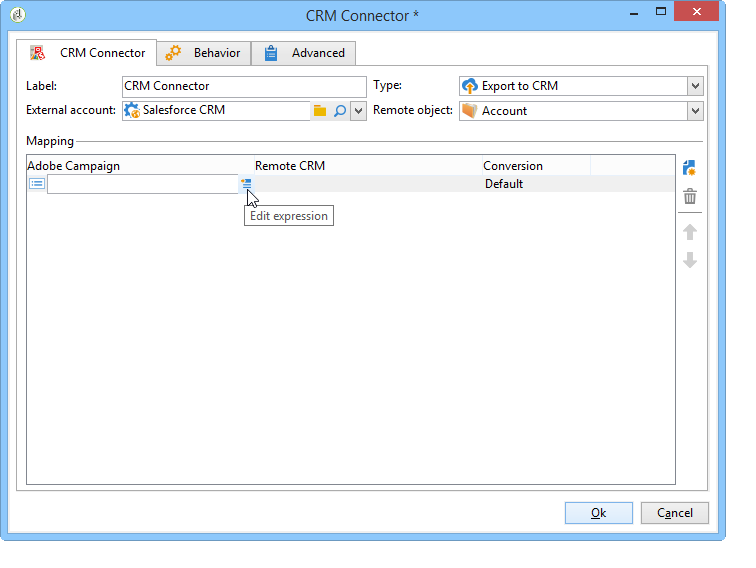 CRM Connector *
CRM Connector Behavior Advanced
Label: CRM Connector Type: Export to CRM
External account: Salesforce CRM Remote object: Account
Mapping
Adobe Campaign Remote CRM Conversion
Default
Edit expression
Ok Cancel